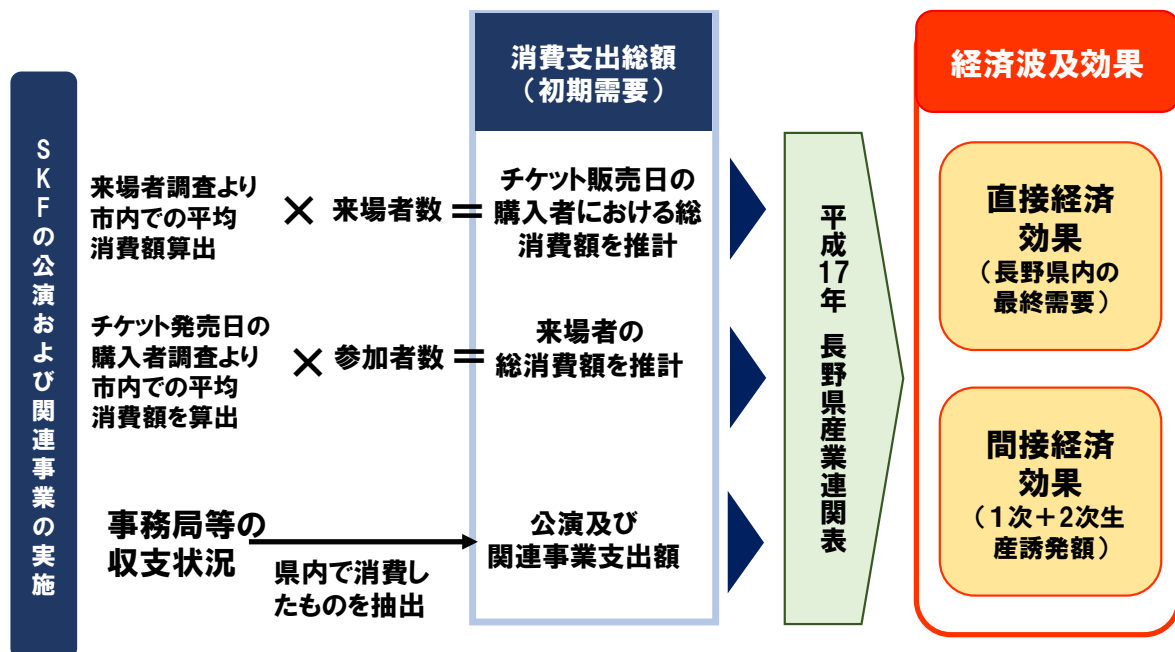 SKFの公演および関連事業の実施
消費支出総額
（初期需要）
来場者調査より
市内での平均
消費額算出
×
来場者数
＝
チケット販売日の
購入者における総
消費額を推計
チケット発売日の
購入者調査より
市内での平均
消費額を算出
×
参加者数
＝
来場者の
総消費額を推計
事務局等の
収支状況
県内で消費し
たものを抽出
公演及び
関連事業支出額
平成17年 長野県産業連関表
経済波及効果
直接経済
効果
（長野県内の
最終需要）
間接経済
効果
（1次＋2次生
産誘発額）